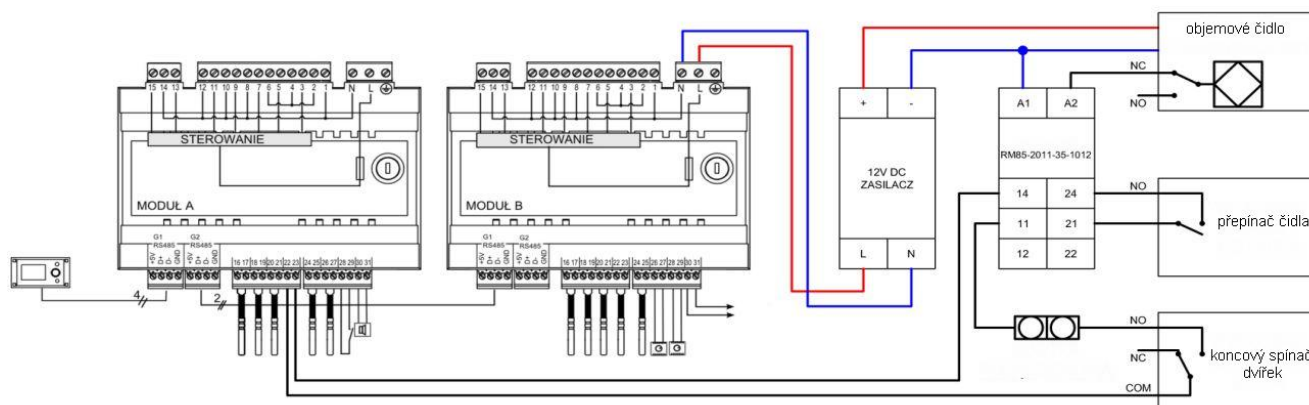 objemové čidlo
NC
NO
15 14 13 12 11 10 9 8 7 6 5 4 3 2 1 N L
15 14 13 12 11 10 9 8 7 6 5 4 3 2 1 N L
+ -
A1 A2
STEROWANIE
STEROWANIE
RM85-2011-35-1012
12V DC
ZASILACZ
MODUŁ A
MODUŁ B
14 24
NO
11 21
přepínač čidla
12 22
L N
G1
RS485
G2
RS485
+5V D+ D- GND
+5V D+ D- GND
16 17 18 19 20 21 22 23 24 25 26 27 28 29 30 31
G1
RS485
G2
RS485
+5V D+ D- GND
+5V D+ D- GND
16 17 18 19 20 21 22 23 24 25 26 27 28 29 30 31
4
2
NO
NC
koncový spínač
dvířek
COM